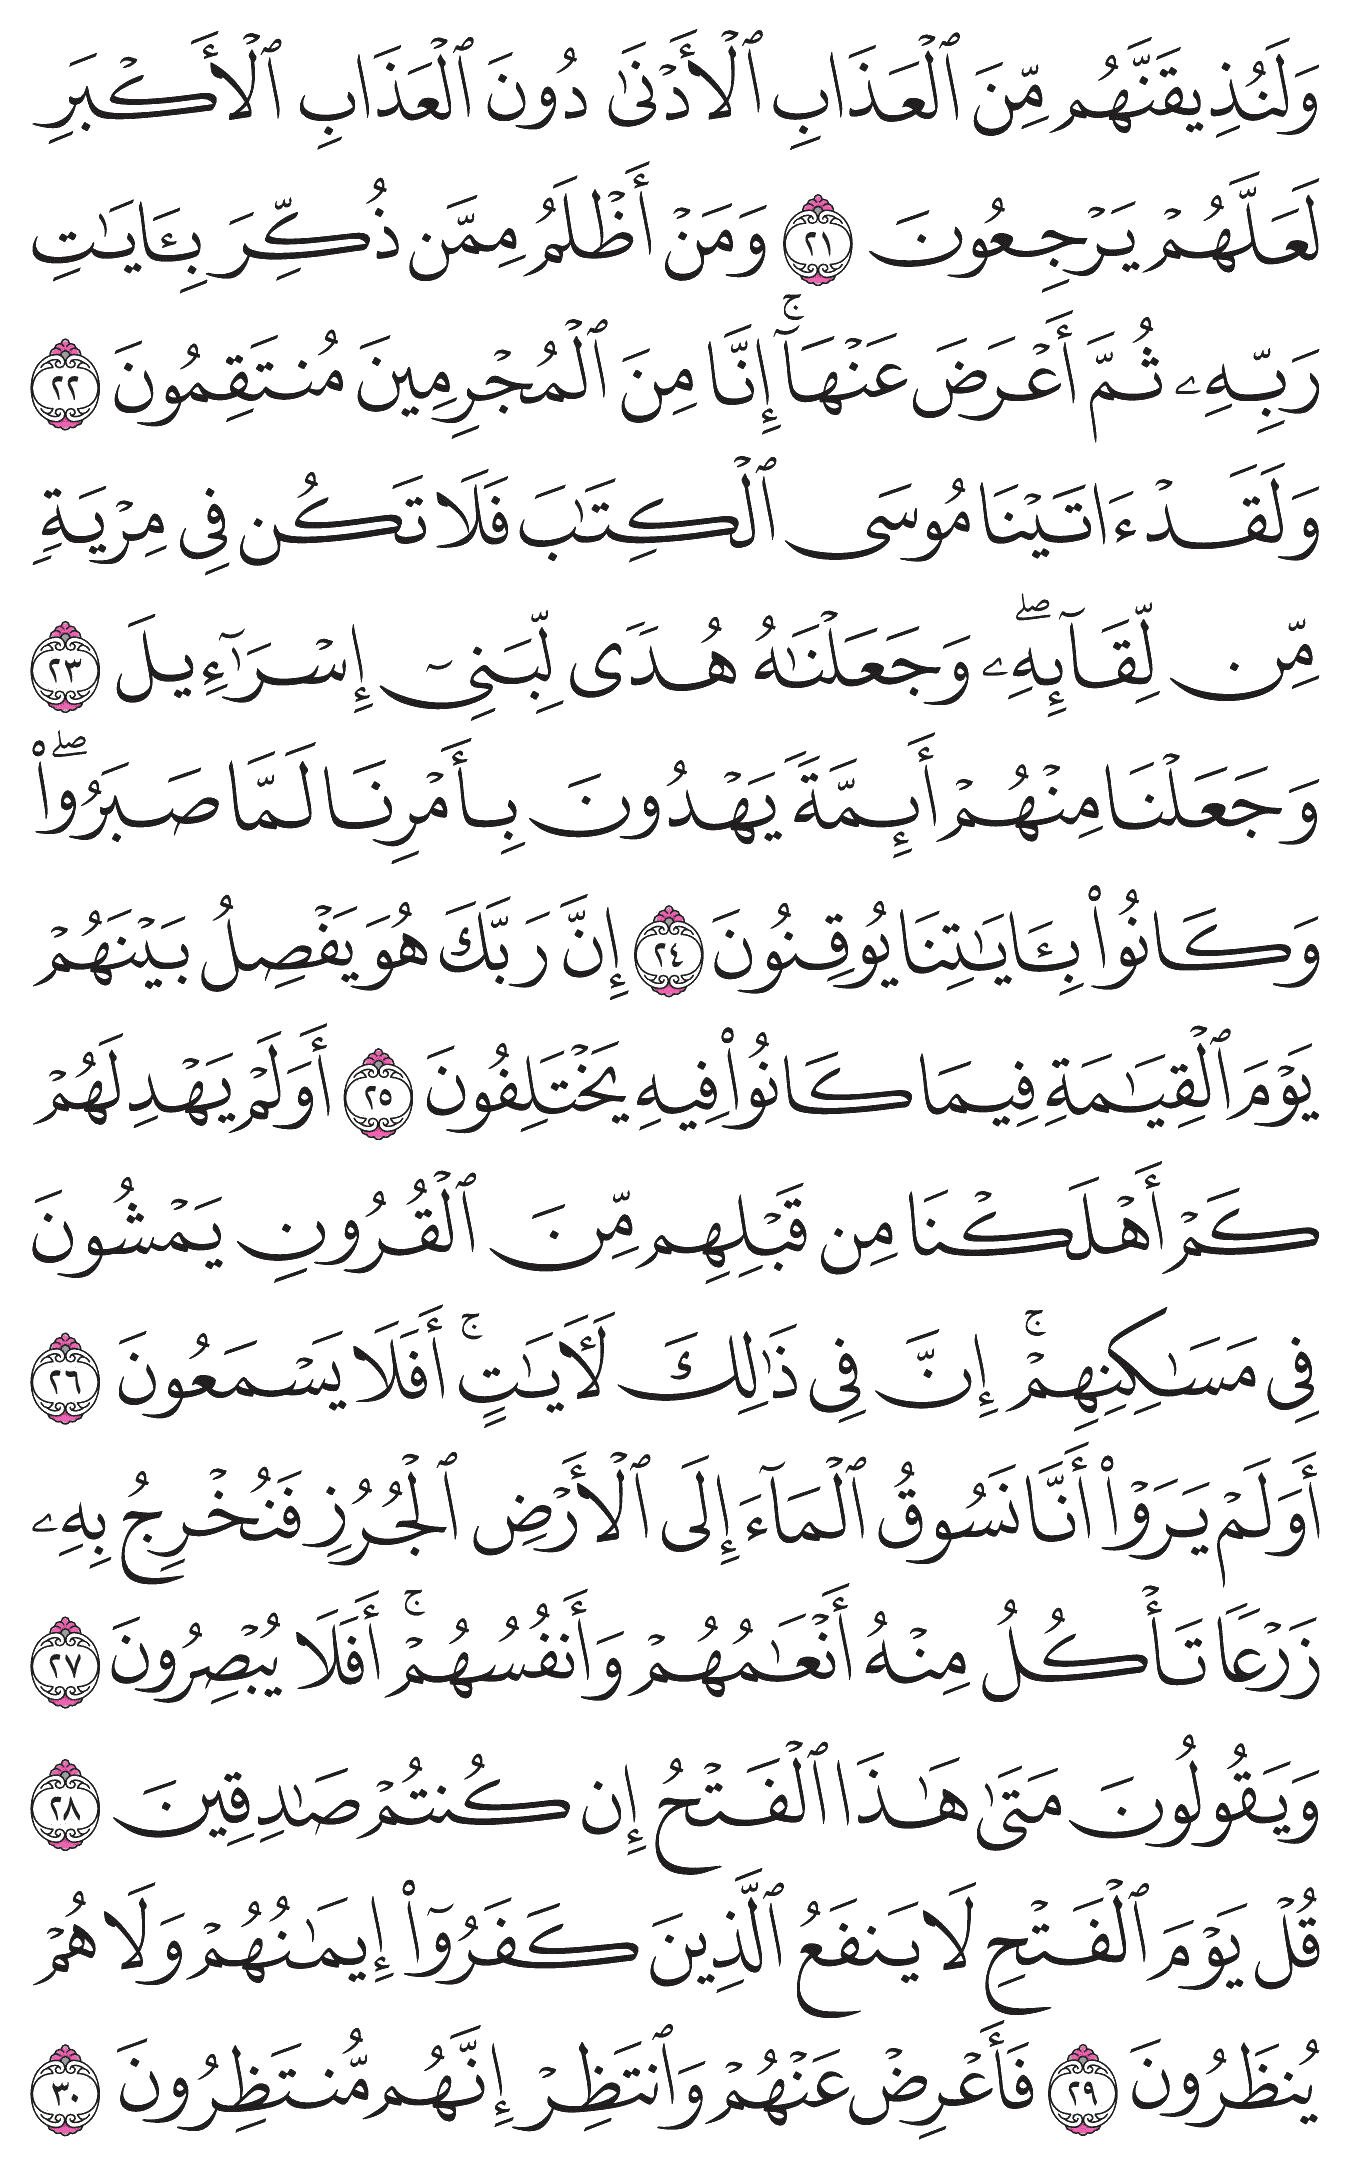 وَلَنُذِيقَنَّهُم مِّنَ ٱلْعَذَابِ ٱلْأَدْنَىٰ دُونَ ٱلْعَذَابِ ٱلْأَكْبَرِ
لَعَلَّهُمْ يَرْجِعُونَ ٢١ وَمَنْ أَظْلَمُ مِمَّن ذُكِّرَ بِـَٔايَٰتِ
رَبِّهِۦ ثُمَّ أَعْرَضَ عَنْهَآ ۚ إِنَّا مِنَ ٱلْمُجْرِمِينَ مُنتَقِمُونَ ٢٢
وَلَقَدْ ءَاتَيْنَا مُوسَى ٱلْكِتَٰبَ فَلَا تَكُن فِى مِرْيَةٍ
مِّن لِّقَآئِهِۦ ۖ وَجَعَلْنَٰهُ هُدًى لِّبَنِىٓ إِسْرَٰٓءِيلَ ٢٣
وَجَعَلْنَا مِنْهُمْ أَئِمَّةً يَهْدُونَ بِأَمْرِنَا لَمَّا صَبَرُوا۟ ۖ
وَكَانُوا۟ بِـَٔايَٰتِنَا يُوقِنُونَ ٢٤ إِنَّ رَبَّكَ هُوَ يَفْصِلُ بَيْنَهُمْ
يَوْمَ ٱلْقِيَٰمَةِ فِيمَا كَانُوا۟ فِيهِ يَخْتَلِفُونَ ٢٥ أَوَلَمْ يَهْدِ لَهُمْ
كَمْ أَهْلَكْنَا مِن قَبْلِهِم مِّنَ ٱلْقُرُونِ يَمْشُونَ
فِى مَسَٰكِنِهِمْ ۚ إِنَّ فِى ذَٰلِكَ لَـَٔايَٰتٍ ۚ أَفَلَا يَسْمَعُونَ ٢٦
أَوَلَمْ يَرَوْا۟ أَنَّا نَسُوقُ ٱلْمَآءَ إِلَى ٱلْأَرْضِ ٱلْجُرُزِ فَنُخْرِجُ بِهِۦ
زَرْعًا تَأْكُلُ مِنْهُ أَنْعَٰمُهُمْ وَأَنفُسُهُمْ ۚ أَفَلَا يُبْصِرُونَ ٢٧
وَيَقُولُونَ مَتَىٰ هَٰذَا ٱلْفَتْحُ إِن كُنتُمْ صَٰدِقِينَ ٢٨
قُلْ يَوْمَ ٱلْفَتْحِ لَا يَنفَعُ ٱلَّذِينَ كَفَرُوٓا۟ إِيمَٰنُهُمْ وَلَا هُمْ
يُنظَرُونَ ٢٩ فَأَعْرِضْ عَنْهُمْ وَٱنتَظِرْ إِنَّهُم مُّنتَظِرُونَ ٣٠